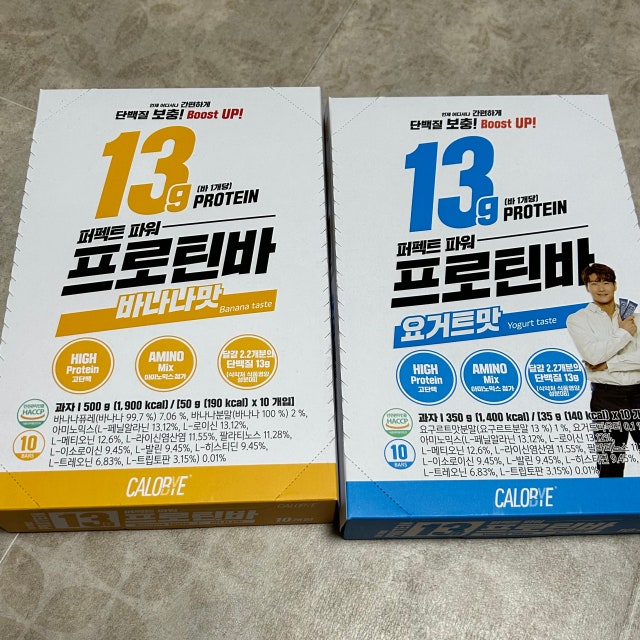 언제 어디서나 간편하게
단백질 보충! Boost UP!
13g
(바 1개당)
PROTEIN
퍼펙트 파워
프로틴바
바나나맛
Banana taste
HIGH
Protein
고단백
AMINO
Mix
아미노믹스 첨가
달걀 2.2개분의
단백질 13g
HACCP
10
BARS
과자 I 500 g (1,900 kcal) / [50 g (190 kcal) x 10 개입]
바나나퓨레(바나나 99.7 %) 7.06 %, 바나나분말(바나나 100 %) 2 %,
아미노믹스(L-페닐알라닌 13.12%, L-로이신 13.12%,
L-메티오닌 12.6%, L-라이신염산염 11.55%, 팔라티노스 11.28%,
L-이소로이신 9.45%, L-발린 9.45%, L-히스티딘 9.45%,
L-트레오닌 6.83%, L-트립토판 3.15%) 0.01%
CALOBYE
13
언제 어디서나 간편하게
단백질 보충! Boost UP!
13g
(바 1개당)
PROTEIN
퍼펙트 파워
프로틴바
요거트맛
Yogurt taste
HIGH
Protein
고단백
AMINO
Mix
아미노믹스 첨가
달걀 2.2개분의
단백질 13g
HACCP
10
BARS
과자 I 350 g (1,400 kcal) / [35 g (140 kcal) x 10
요구르트맛분말(요구르트분말 13 %) 1 %,
아미노믹스(L-페닐알라닌 13.12%, L-로이신 13.12%,
L-메티오닌 12.6%, L-라이신염산염 11.55%,
L-이소로이신 9.45%, L-발린 9.45%, L-히스티딘 9.45%,
L-트레오닌 6.83%, L-트립토판 3.15%) 0.01%
CALOBYE
13